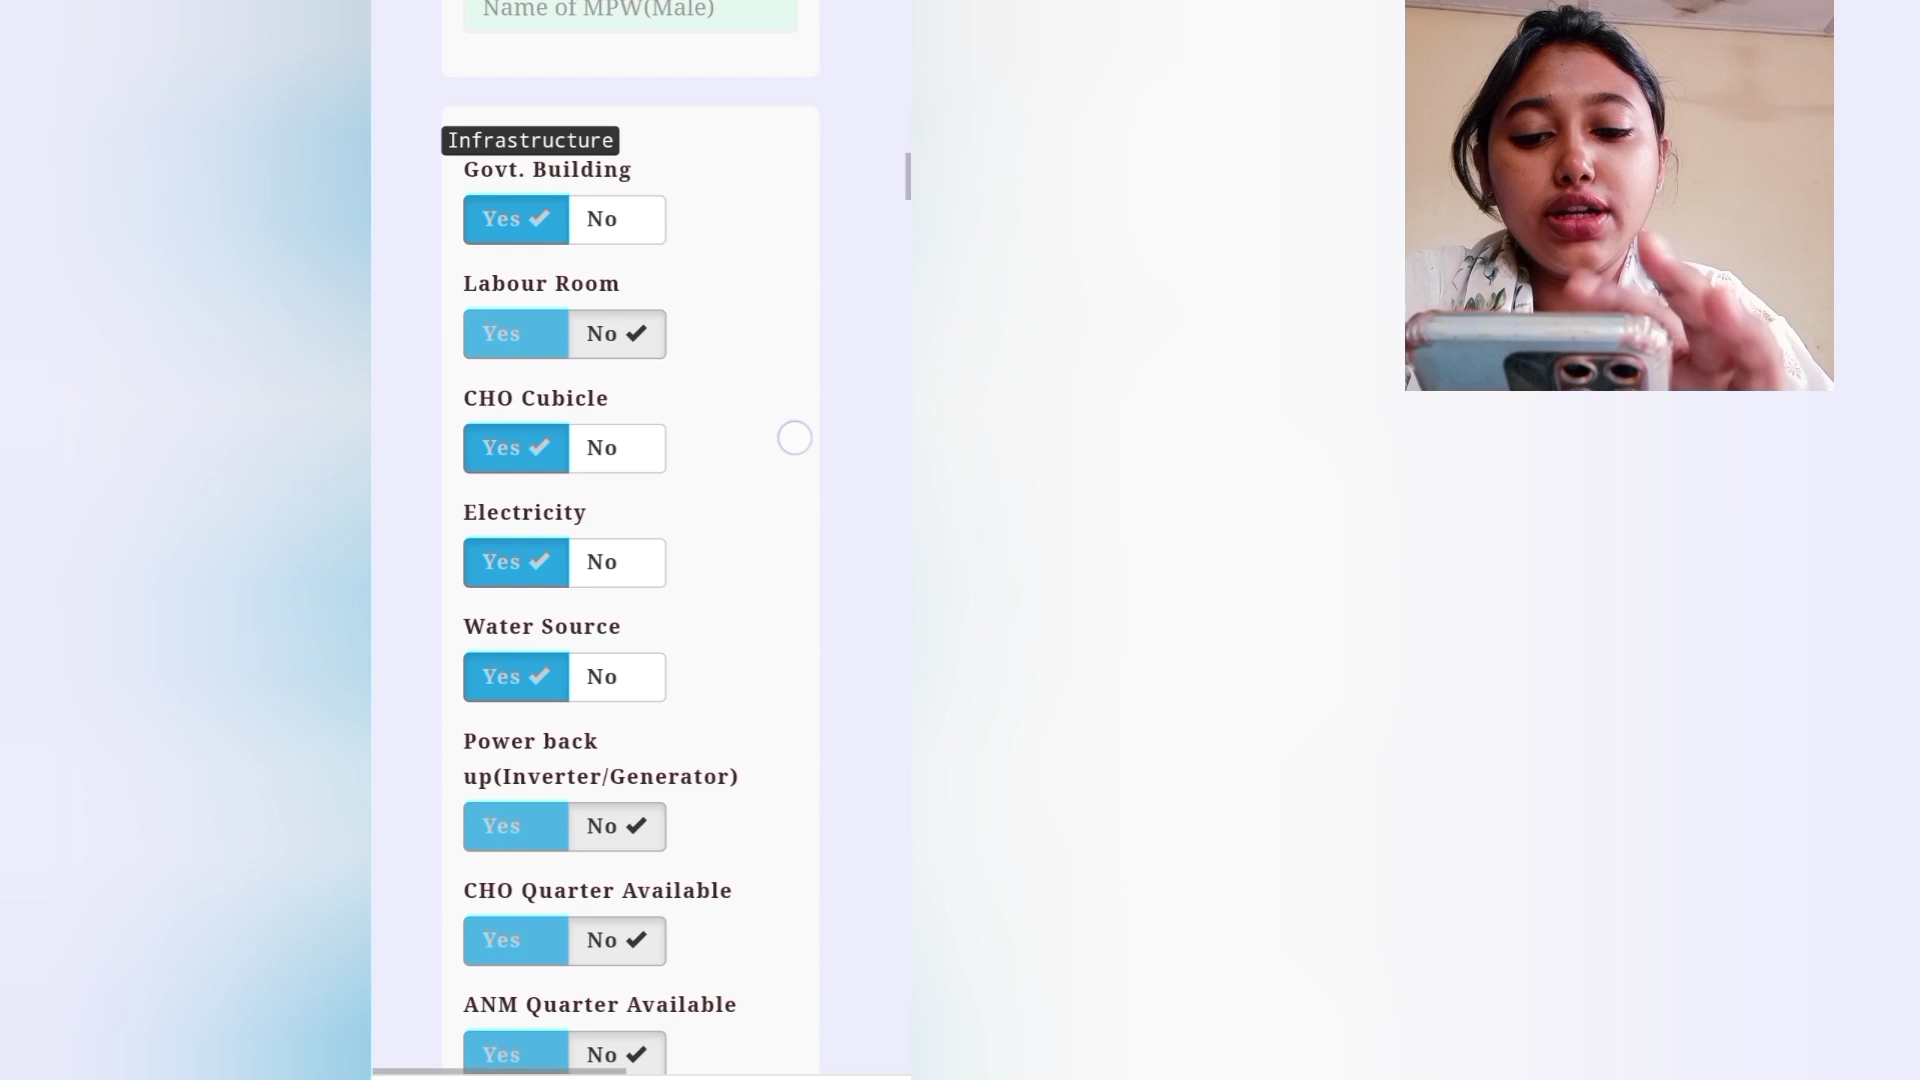 Name of MPW(Male)
Infrastructure
Govt. Building
Yes ✔ No
Labour Room
Yes No ✔
CHO Cubicle
Yes ✔ No
Electricity
Yes ✔ No
Water Source
Yes ✔ No
Power back
up(Inverter/Generator)
Yes No ✔
CHO Quarter Available
Yes No ✔
ANM Quarter Available
Yes No ✔